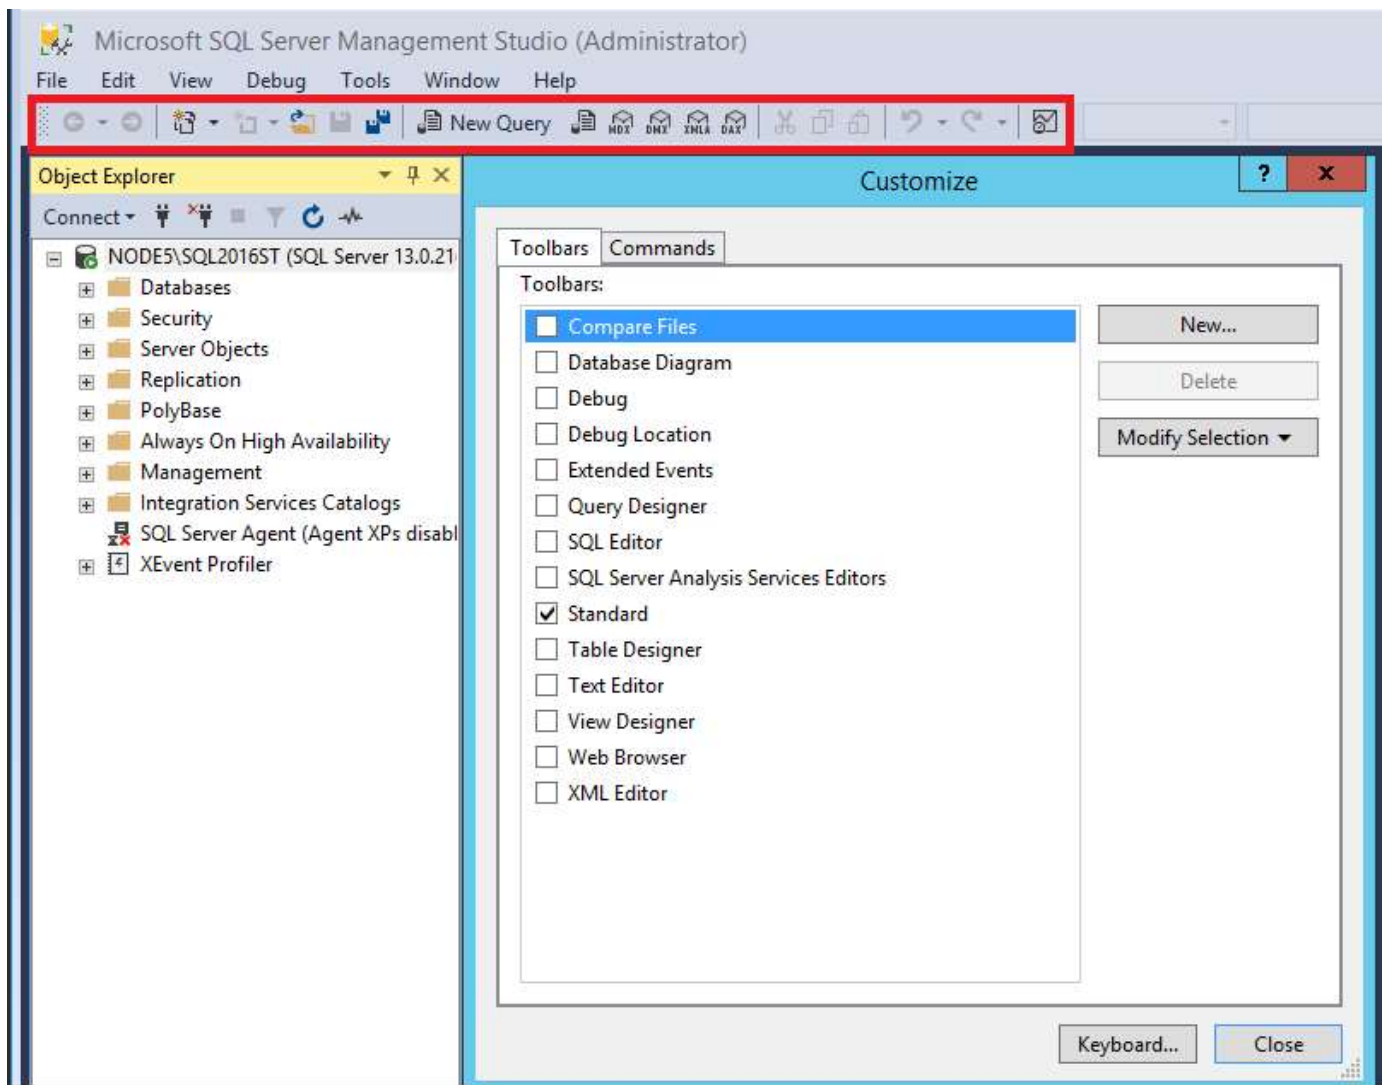 Microsoft SQL Server Management Studio (Administrator)
File Edit View Debug Tools Window Help
New Query MDX DMX XMLA DAX
Object Explorer
Connect
NODE5\SQL2016ST (SQL Server 13.0.21
Databases
Security
Server Objects
Replication
PolyBase
Always On High Availability
Management
Integration Services Catalogs
SQL Server Agent (Agent XPs disabl
XEvent Profiler
Customize ? x
Toolbars Commands
Toolbars:
Compare Files
Database Diagram
Debug
Debug Location
Extended Events
Query Designer
SQL Editor
SQL Server Analysis Services Editors
Standard
Table Designer
Text Editor
View Designer
Web Browser
XML Editor
New...
Delete
Modify Selection
Keyboard... Close